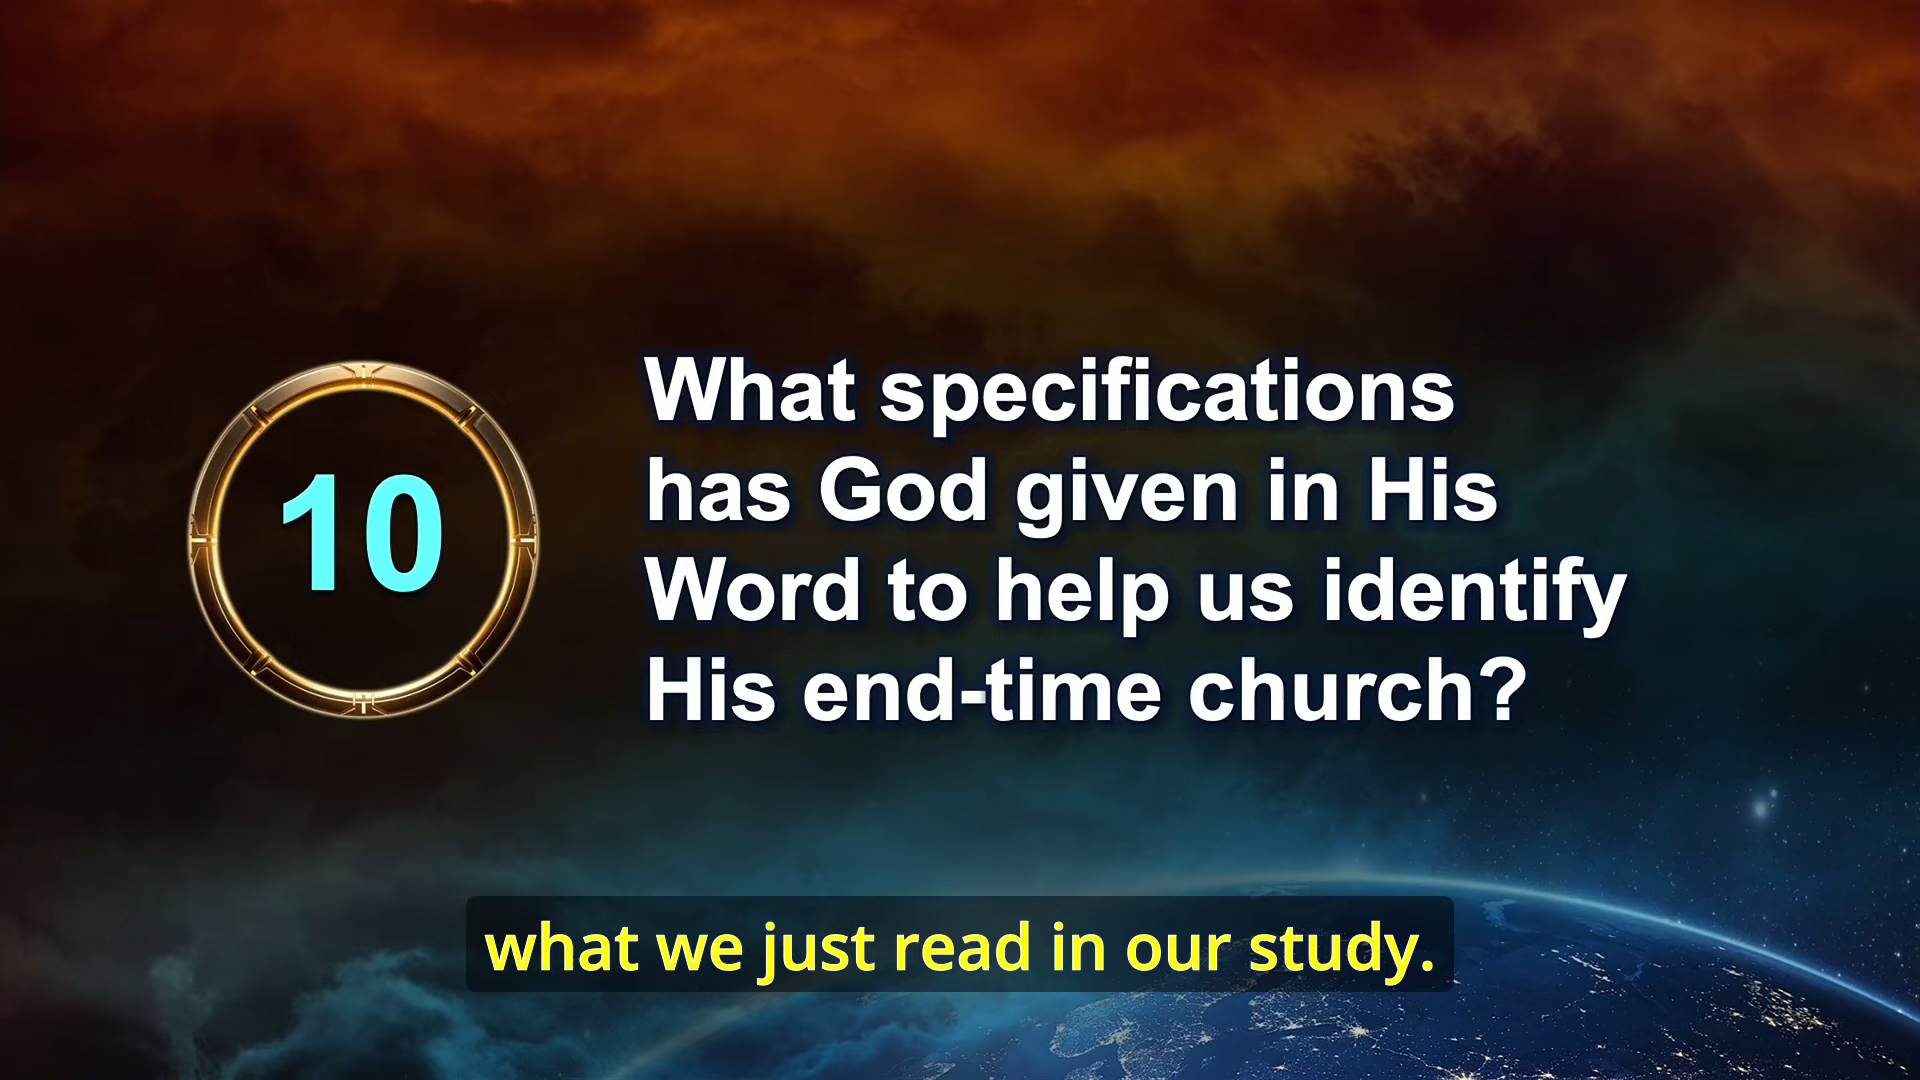 10
What specifications
has God given in His
Word to help us identify
His end-time church?
what we just read in our study.